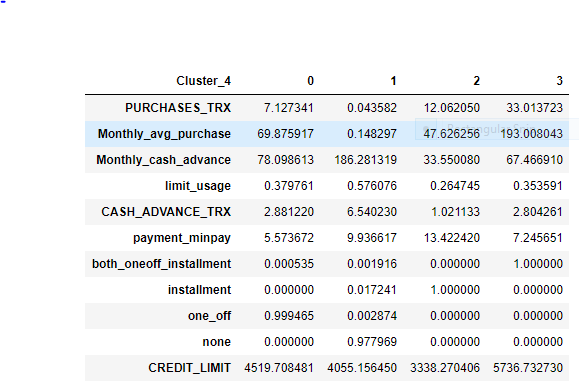 Cluster_4 0 1 2 3
PURCHASES_TRX 7.127341 0.043582 12.062050 33.013723
Monthly_avg_purchase 69.875917 0.148297 47.626256 193.008043
Monthly_cash_advance 78.098613 186.281319 33.550080 67.466910
limit_usage 0.379761 0.576076 0.264745 0.353591
CASH_ADVANCE_TRX 2.881220 6.540230 1.021133 2.804261
payment_minpay 5.573672 9.936617 13.422420 7.245651
both_oneoff_installment 0.000535 0.001916 0.000000 1.000000
installment 0.000000 0.017241 1.000000 0.000000
one_off 0.999465 0.002874 0.000000 0.000000
none 0.000000 0.977969 0.000000 0.000000
CREDIT_LIMIT 4519.708481 4055.156450 3338.270406 5736.732730